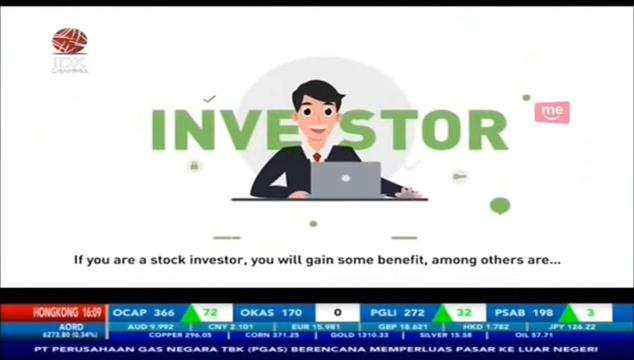 IDX
CHANNEL
me
INVESTOR
If you are a stock investor, you will gain some benefit, among others are...
HONGKONG 16:09 OCAP 366 72 OKAS 170 0 PGLI 272 32 PSAB 198 3
AORD AUD 9.992 CNY 2.101 EUR 15.981 GBP 18.621 HKD 1.782 JPY 126.22
6273.80 (0,34%) COPPER 296.05 CORN 371.25 GOLD 1310.33 SILVER 15.58 OIL 57.71
PT PERUSAHAAN GAS NEGARA TBK (PGAS) BERENCANA MEMPERLUAS PASAR KE LUAR NEGERI